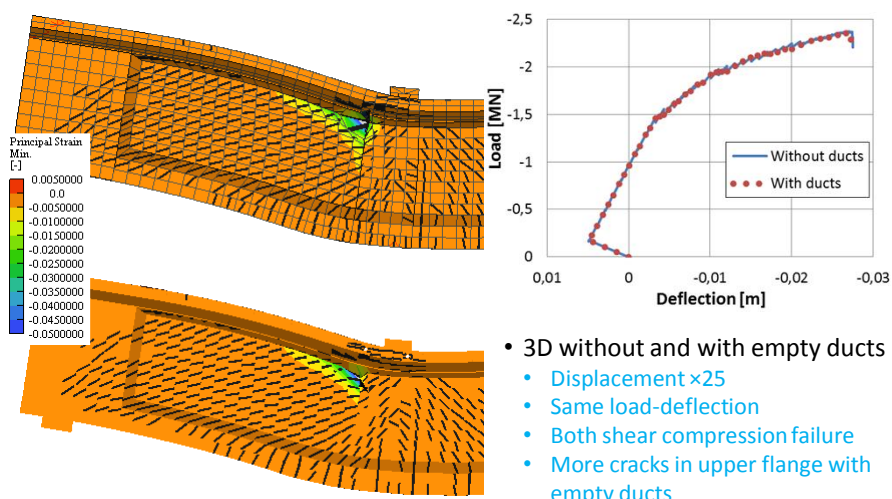 Principal Strain
Min.
[-]
0.0050000
0.0
-0.0050000
-0.0100000
-0.0150000
-0.0200000
-0.0250000
-0.0300000
-0.0350000
-0.0400000
-0.0450000
-0.0500000
-2,5
-2
-1,5
-1
-0,5
0
Load [MN]
Without ducts
With ducts
0,01 0 -0,01 -0,02 -0,03
Deflection [m]
• 3D without and with empty ducts
• Displacement ×25
• Same load-deflection
• Both shear compression failure
• More cracks in upper flange with
empty ducts